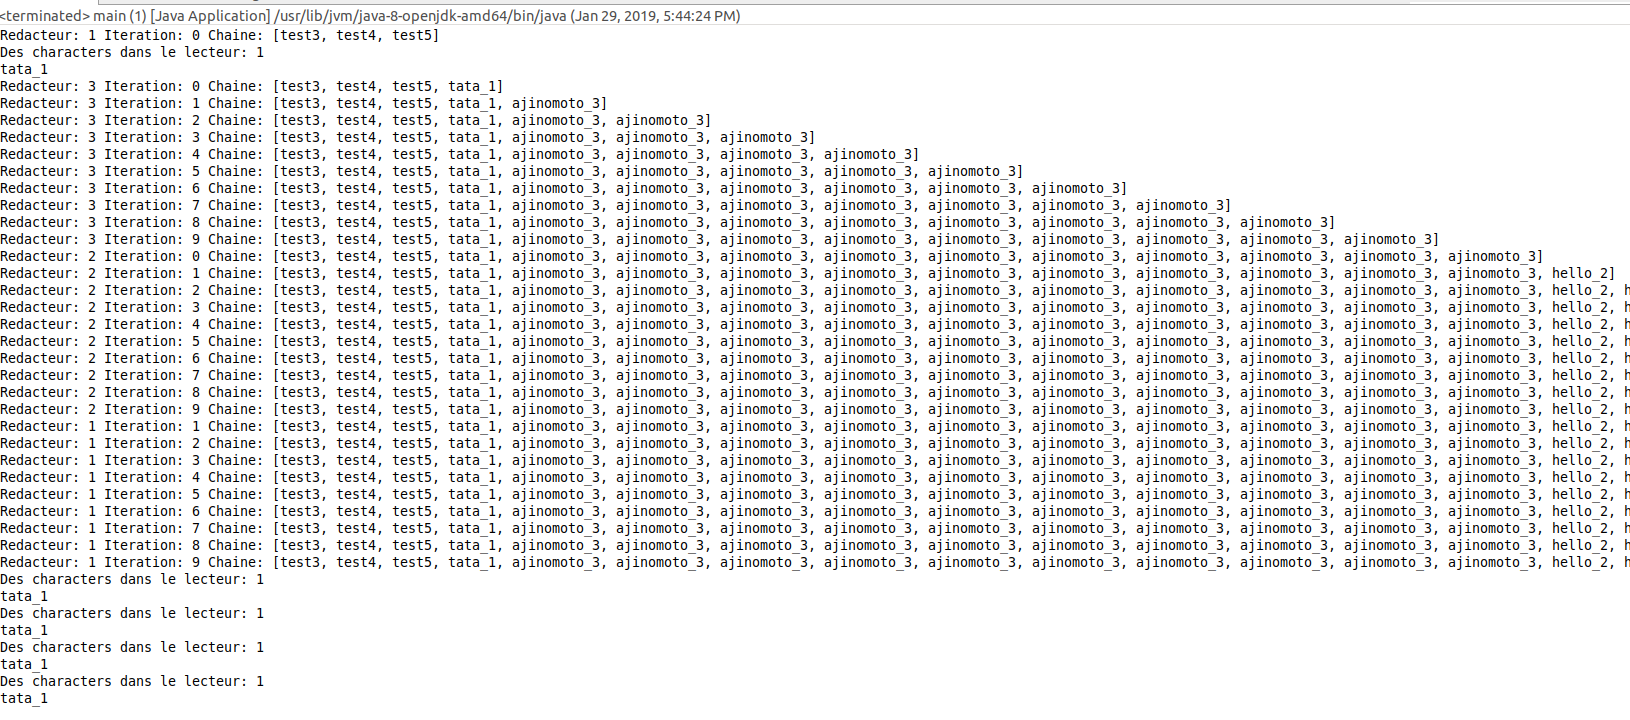 <terminated> main (1) [Java Application] /usr/lib/jvm/java-8-openjdk-amd64/bin/java (Jan 29, 2019, 5:44:24 PM)
Redacteur: 1 Iteration: 0 Chaine: [test3, test4, test5]
Des characters dans le lecteur: 1
tata_1
Redacteur: 3 Iteration: 0 Chaine: [test3, test4, test5, tata_1]
Redacteur: 3 Iteration: 1 Chaine: [test3, test4, test5, tata_1, ajinomoto_3]
Redacteur: 3 Iteration: 2 Chaine: [test3, test4, test5, tata_1, ajinomoto_3, ajinomoto_3]
Redacteur: 3 Iteration: 3 Chaine: [test3, test4, test5, tata_1, ajinomoto_3, ajinomoto_3, ajinomoto_3]
Redacteur: 3 Iteration: 4 Chaine: [test3, test4, test5, tata_1, ajinomoto_3, ajinomoto_3, ajinomoto_3, ajinomoto_3]
Redacteur: 3 Iteration: 5 Chaine: [test3, test4, test5, tata_1, ajinomoto_3, ajinomoto_3, ajinomoto_3, ajinomoto_3, ajinomoto_3]
Redacteur: 3 Iteration: 6 Chaine: [test3, test4, test5, tata_1, ajinomoto_3, ajinomoto_3, ajinomoto_3, ajinomoto_3, ajinomoto_3, ajinomoto_3]
Redacteur: 3 Iteration: 7 Chaine: [test3, test4, test5, tata_1, ajinomoto_3, ajinomoto_3, ajinomoto_3, ajinomoto_3, ajinomoto_3, ajinomoto_3, ajinomoto_3]
Redacteur: 3 Iteration: 8 Chaine: [test3, test4, test5, tata_1, ajinomoto_3, ajinomoto_3, ajinomoto_3, ajinomoto_3, ajinomoto_3, ajinomoto_3, ajinomoto_3, ajinomoto_3]
Redacteur: 3 Iteration: 9 Chaine: [test3, test4, test5, tata_1, ajinomoto_3, ajinomoto_3, ajinomoto_3, ajinomoto_3, ajinomoto_3, ajinomoto_3, ajinomoto_3, ajinomoto_3, ajinomoto_3]
Redacteur: 2 Iteration: 0 Chaine: [test3, test4, test5, tata_1, ajinomoto_3, ajinomoto_3, ajinomoto_3, ajinomoto_3, ajinomoto_3, ajinomoto_3, ajinomoto_3, ajinomoto_3, ajinomoto_3, ajinomoto_3]
Redacteur: 2 Iteration: 1 Chaine: [test3, test4, test5, tata_1, ajinomoto_3, ajinomoto_3, ajinomoto_3, ajinomoto_3, ajinomoto_3, ajinomoto_3, ajinomoto_3, ajinomoto_3, ajinomoto_3, ajinomoto_3, hello_2]
Redacteur: 2 Iteration: 2 Chaine: [test3, test4, test5, tata_1, ajinomoto_3, ajinomoto_3, ajinomoto_3, ajinomoto_3, ajinomoto_3, ajinomoto_3, ajinomoto_3, ajinomoto_3, ajinomoto_3, ajinomoto_3, hello_2, h
Redacteur: 2 Iteration: 3 Chaine: [test3, test4, test5, tata_1, ajinomoto_3, ajinomoto_3, ajinomoto_3, ajinomoto_3, ajinomoto_3, ajinomoto_3, ajinomoto_3, ajinomoto_3, ajinomoto_3, ajinomoto_3, hello_2, h
Redacteur: 2 Iteration: 4 Chaine: [test3, test4, test5, tata_1, ajinomoto_3, ajinomoto_3, ajinomoto_3, ajinomoto_3, ajinomoto_3, ajinomoto_3, ajinomoto_3, ajinomoto_3, ajinomoto_3, ajinomoto_3, hello_2, h
Redacteur: 2 Iteration: 5 Chaine: [test3, test4, test5, tata_1, ajinomoto_3, ajinomoto_3, ajinomoto_3, ajinomoto_3, ajinomoto_3, ajinomoto_3, ajinomoto_3, ajinomoto_3, ajinomoto_3, ajinomoto_3, hello_2, h
Redacteur: 2 Iteration: 6 Chaine: [test3, test4, test5, tata_1, ajinomoto_3, ajinomoto_3, ajinomoto_3, ajinomoto_3, ajinomoto_3, ajinomoto_3, ajinomoto_3, ajinomoto_3, ajinomoto_3, ajinomoto_3, hello_2, h
Redacteur: 2 Iteration: 7 Chaine: [test3, test4, test5, tata_1, ajinomoto_3, ajinomoto_3, ajinomoto_3, ajinomoto_3, ajinomoto_3, ajinomoto_3, ajinomoto_3, ajinomoto_3, ajinomoto_3, ajinomoto_3, hello_2, h
Redacteur: 2 Iteration: 8 Chaine: [test3, test4, test5, tata_1, ajinomoto_3, ajinomoto_3, ajinomoto_3, ajinomoto_3, ajinomoto_3, ajinomoto_3, ajinomoto_3, ajinomoto_3, ajinomoto_3, ajinomoto_3, hello_2, h
Redacteur: 2 Iteration: 9 Chaine: [test3, test4, test5, tata_1, ajinomoto_3, ajinomoto_3, ajinomoto_3, ajinomoto_3, ajinomoto_3, ajinomoto_3, ajinomoto_3, ajinomoto_3, ajinomoto_3, ajinomoto_3, hello_2, h
Redacteur: 1 Iteration: 1 Chaine: [test3, test4, test5, tata_1, ajinomoto_3, ajinomoto_3, ajinomoto_3, ajinomoto_3, ajinomoto_3, ajinomoto_3, ajinomoto_3, ajinomoto_3, ajinomoto_3, ajinomoto_3, hello_2, h
Redacteur: 1 Iteration: 2 Chaine: [test3, test4, test5, tata_1, ajinomoto_3, ajinomoto_3, ajinomoto_3, ajinomoto_3, ajinomoto_3, ajinomoto_3, ajinomoto_3, ajinomoto_3, ajinomoto_3, ajinomoto_3, hello_2, h
Redacteur: 1 Iteration: 3 Chaine: [test3, test4, test5, tata_1, ajinomoto_3, ajinomoto_3, ajinomoto_3, ajinomoto_3, ajinomoto_3, ajinomoto_3, ajinomoto_3, ajinomoto_3, ajinomoto_3, ajinomoto_3, hello_2, h
Redacteur: 1 Iteration: 4 Chaine: [test3, test4, test5, tata_1, ajinomoto_3, ajinomoto_3, ajinomoto_3, ajinomoto_3, ajinomoto_3, ajinomoto_3, ajinomoto_3, ajinomoto_3, ajinomoto_3, ajinomoto_3, hello_2, h
Redacteur: 1 Iteration: 5 Chaine: [test3, test4, test5, tata_1, ajinomoto_3, ajinomoto_3, ajinomoto_3, ajinomoto_3, ajinomoto_3, ajinomoto_3, ajinomoto_3, ajinomoto_3, ajinomoto_3, ajinomoto_3, hello_2, h
Redacteur: 1 Iteration: 6 Chaine: [test3, test4, test5, tata_1, ajinomoto_3, ajinomoto_3, ajinomoto_3, ajinomoto_3, ajinomoto_3, ajinomoto_3, ajinomoto_3, ajinomoto_3, ajinomoto_3, ajinomoto_3, hello_2, h
Redacteur: 1 Iteration: 7 Chaine: [test3, test4, test5, tata_1, ajinomoto_3, ajinomoto_3, ajinomoto_3, ajinomoto_3, ajinomoto_3, ajinomoto_3, ajinomoto_3, ajinomoto_3, ajinomoto_3, ajinomoto_3, hello_2, h
Redacteur: 1 Iteration: 8 Chaine: [test3, test4, test5, tata_1, ajinomoto_3, ajinomoto_3, ajinomoto_3, ajinomoto_3, ajinomoto_3, ajinomoto_3, ajinomoto_3, ajinomoto_3, ajinomoto_3, ajinomoto_3, hello_2, h
Redacteur: 1 Iteration: 9 Chaine: [test3, test4, test5, tata_1, ajinomoto_3, ajinomoto_3, ajinomoto_3, ajinomoto_3, ajinomoto_3, ajinomoto_3, ajinomoto_3, ajinomoto_3, ajinomoto_3, ajinomoto_3, hello_2, h
Des characters dans le lecteur: 1
tata_1
Des characters dans le lecteur: 1
tata_1
Des characters dans le lecteur: 1
tata_1
Des characters dans le lecteur: 1
tata_1